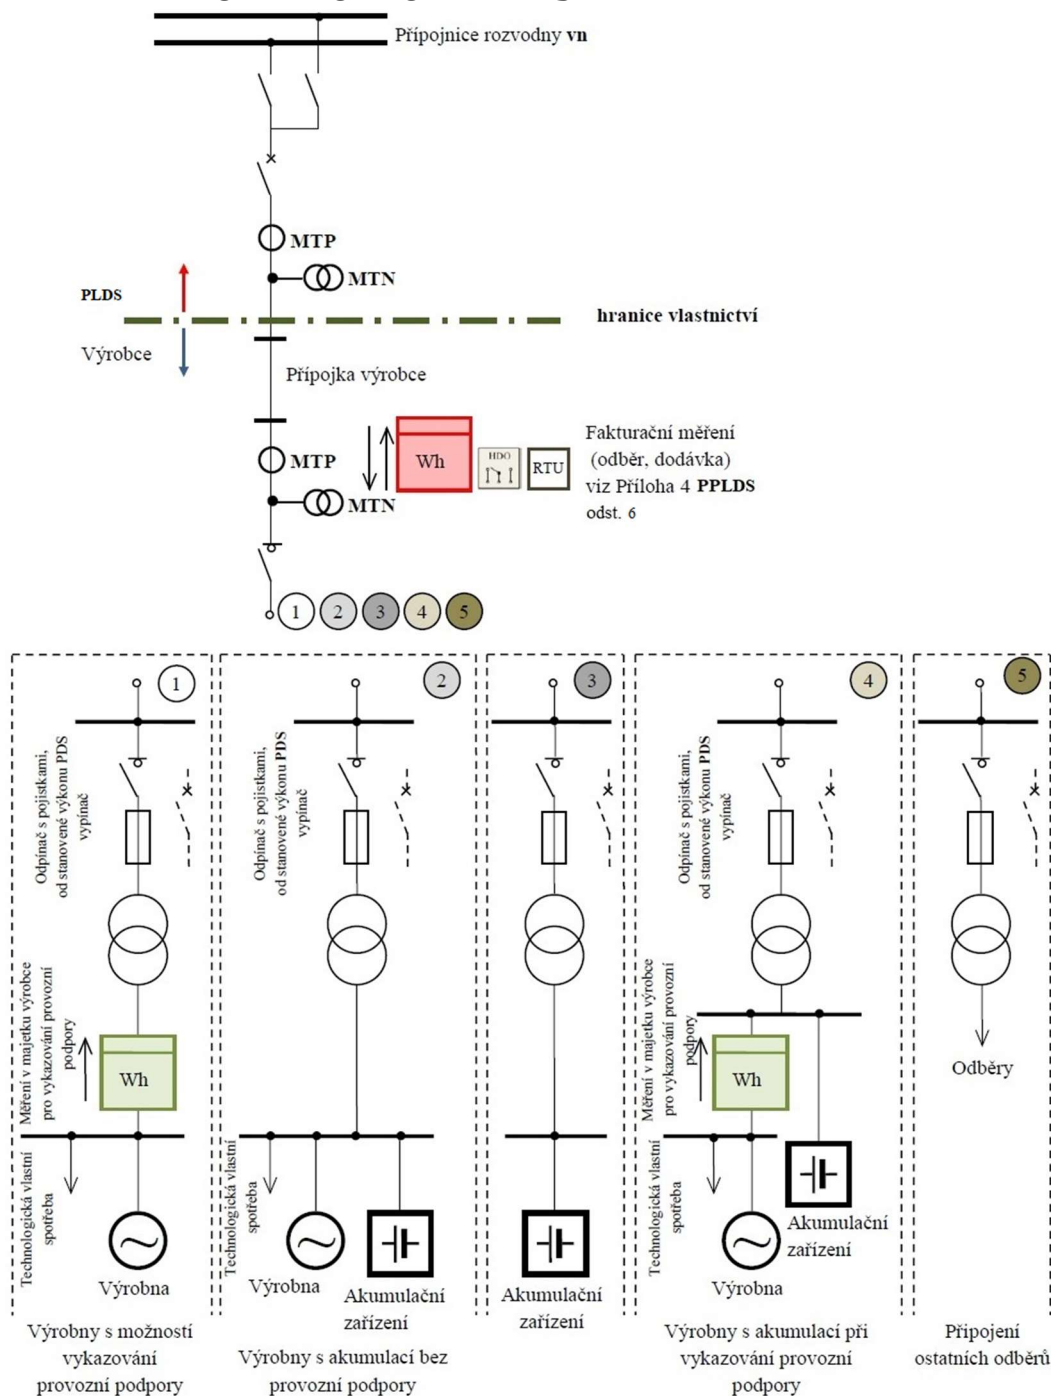 Přípojnice rozvodny vn
MTP
MTN
PLDS
hranice vlastnictví
Výrobce
Přípojka výrobce
MTP
MTN
Wh
HDO
RTU
Fakturační měření
(odběr, dodávka)
viz Příloha 4 PPLDS
odst. 6
1 2 3 4 5
1
Odpínač s pojistkami,
od stanovené výkonu PDS
vypínač
Měření v majetku výrobce
pro vykazování provozní
podpory
Wh
Technologická vlastní
spotřeba
Výrobna
Výrobny s možností
vykazování
provozní podpory
2
Odpínač s pojistkami,
od stanovené výkonu PDS
vypínač
Technologická vlastní
spotřeba
Výrobna
Akumulační
zařízení
Výrobny s akumulací bez
provozní podpory
3
Akumulační
zařízení
4
Odpínač s pojistkami,
od stanovené výkonu PDS
vypínač
Měření v majetku výrobce
pro vykazování provozní
podpory
Wh
Technologická vlastní
spotřeba
Výrobna
Akumulační
zařízení
Výrobny s akumulací při
vykazování provozní
podpory
5
Odběry
Připojení
ostatních odběrů